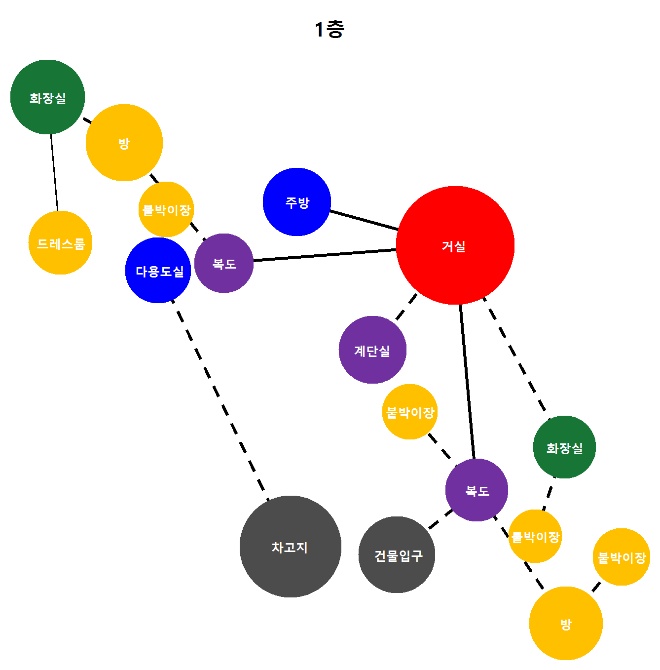 1층
화장실
방
붙박이장
드레스룸
다용도실
복도
주방
거실
계단실
붙박이장
화장실
복도
붙박이장
붙박이장
건물입구
차고지
방